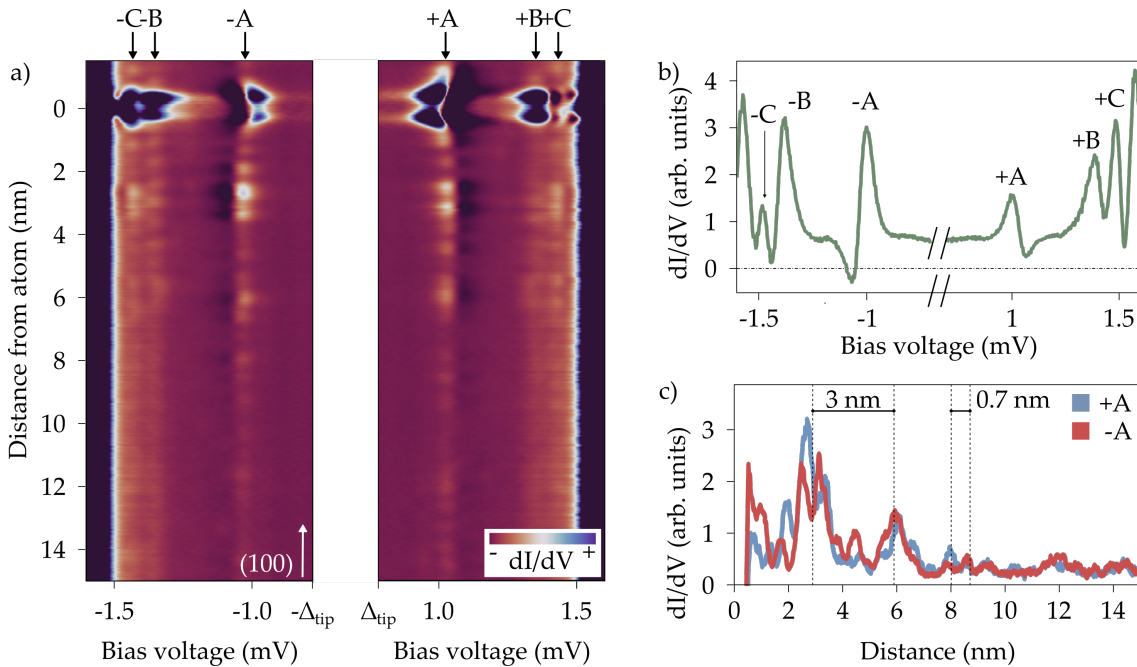 -C -B -A +A +B +C
a)
0
2
4
6
8
10
12
14
Distance from atom (nm)
(100)
- dI/dV +
-1.5 -1.0 -Δtip Δtip 1.0 1.5
Bias voltage (mV) Bias voltage (mV)
b)
4
3
2
1
0
dI/dV (arb. units)
-C
-B
-A
+A
+B
+C
-1.5 -1 1 1.5
Bias voltage (mV)
c)
3 nm
0.7 nm
+A
-A
3
2
1
0
dI/dV (arb. units)
0 2 4 6 8 10 12 14
Distance (nm)